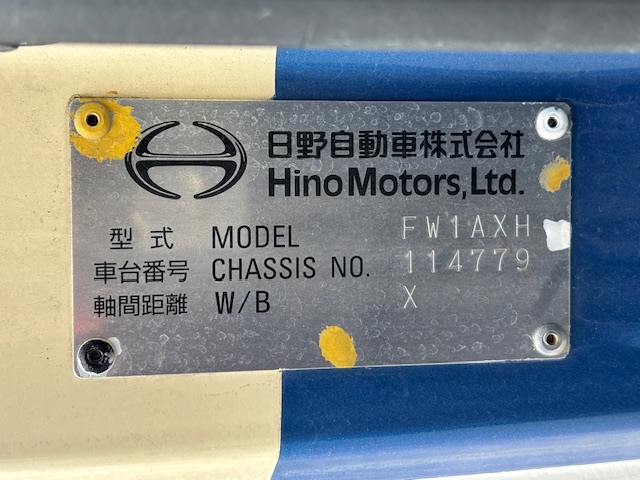 日野自動車株式会社
Hino Motors, Ltd.
型式 MODEL FW1AXH
車台番号 CHASSIS NO. 114779
軸間距離 W/B X